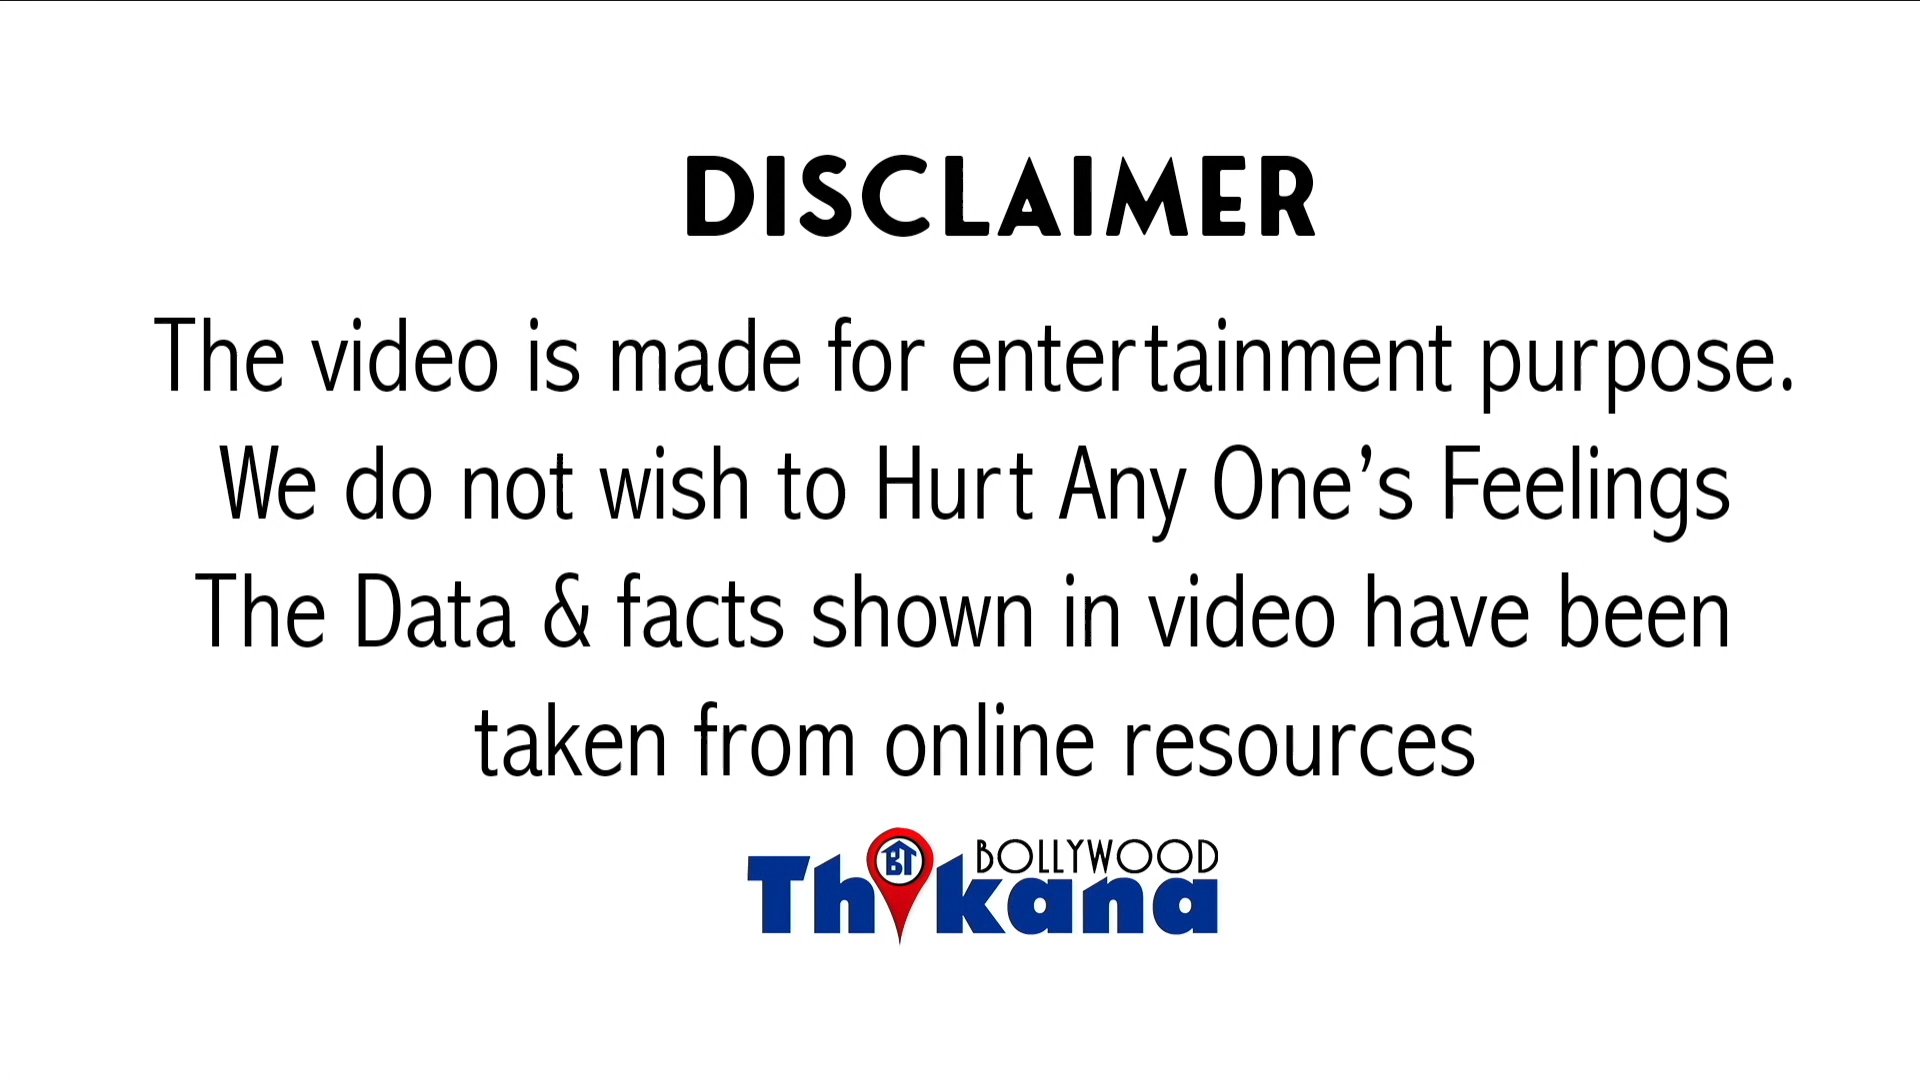 DISCLAIMER
The video is made for entertainment purpose.
We do not wish to Hurt Any One’s Feelings
The Data & facts shown in video have been
taken from online resources
BT BOLLYWOOD
Thikana